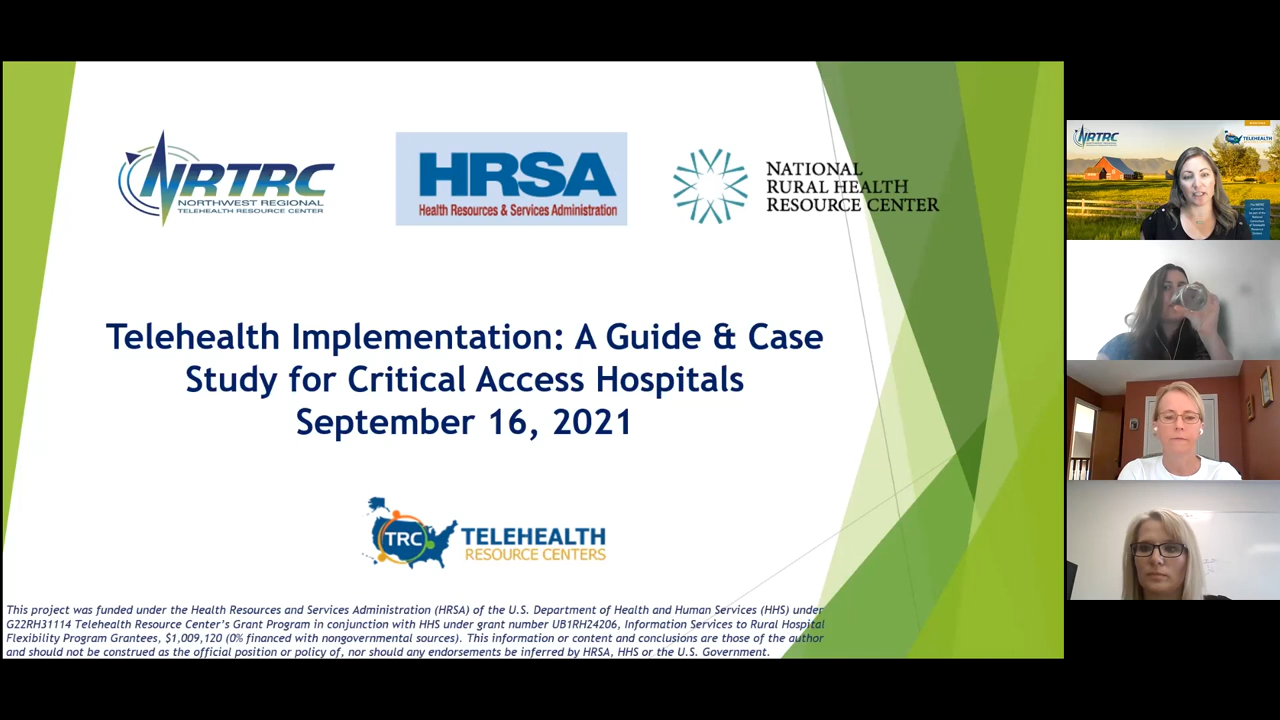 NRTRC
NORTHWEST REGIONAL
TELEHEALTH RESOURCE CENTER
HRSA
Health Resources & Services Administration
NATIONAL
RURAL HEALTH
RESOURCE CENTER
Telehealth Implementation: A Guide & Case
Study for Critical Access Hospitals
September 16, 2021
TRC
TELEHEALTH
RESOURCE CENTERS
This project was funded under the Health Resources and Services Administration (HRSA) of the U.S. Department of Health and Human Services (HHS) under
G22RH31114 Telehealth Resource Center's Grant Program in conjunction with HHS under grant number UB1RH24206, Information Services to Rural Hospital
Flexibility Program Grantees, $1,009,120 (0% financed with nongovernmental sources). This information or content and conclusions are those of the author
and should not be construed as the official position or policy of, nor should any endorsements be inferred by HRSA, HHS or the U.S. Government.
NRTRC
TELEHEALTH